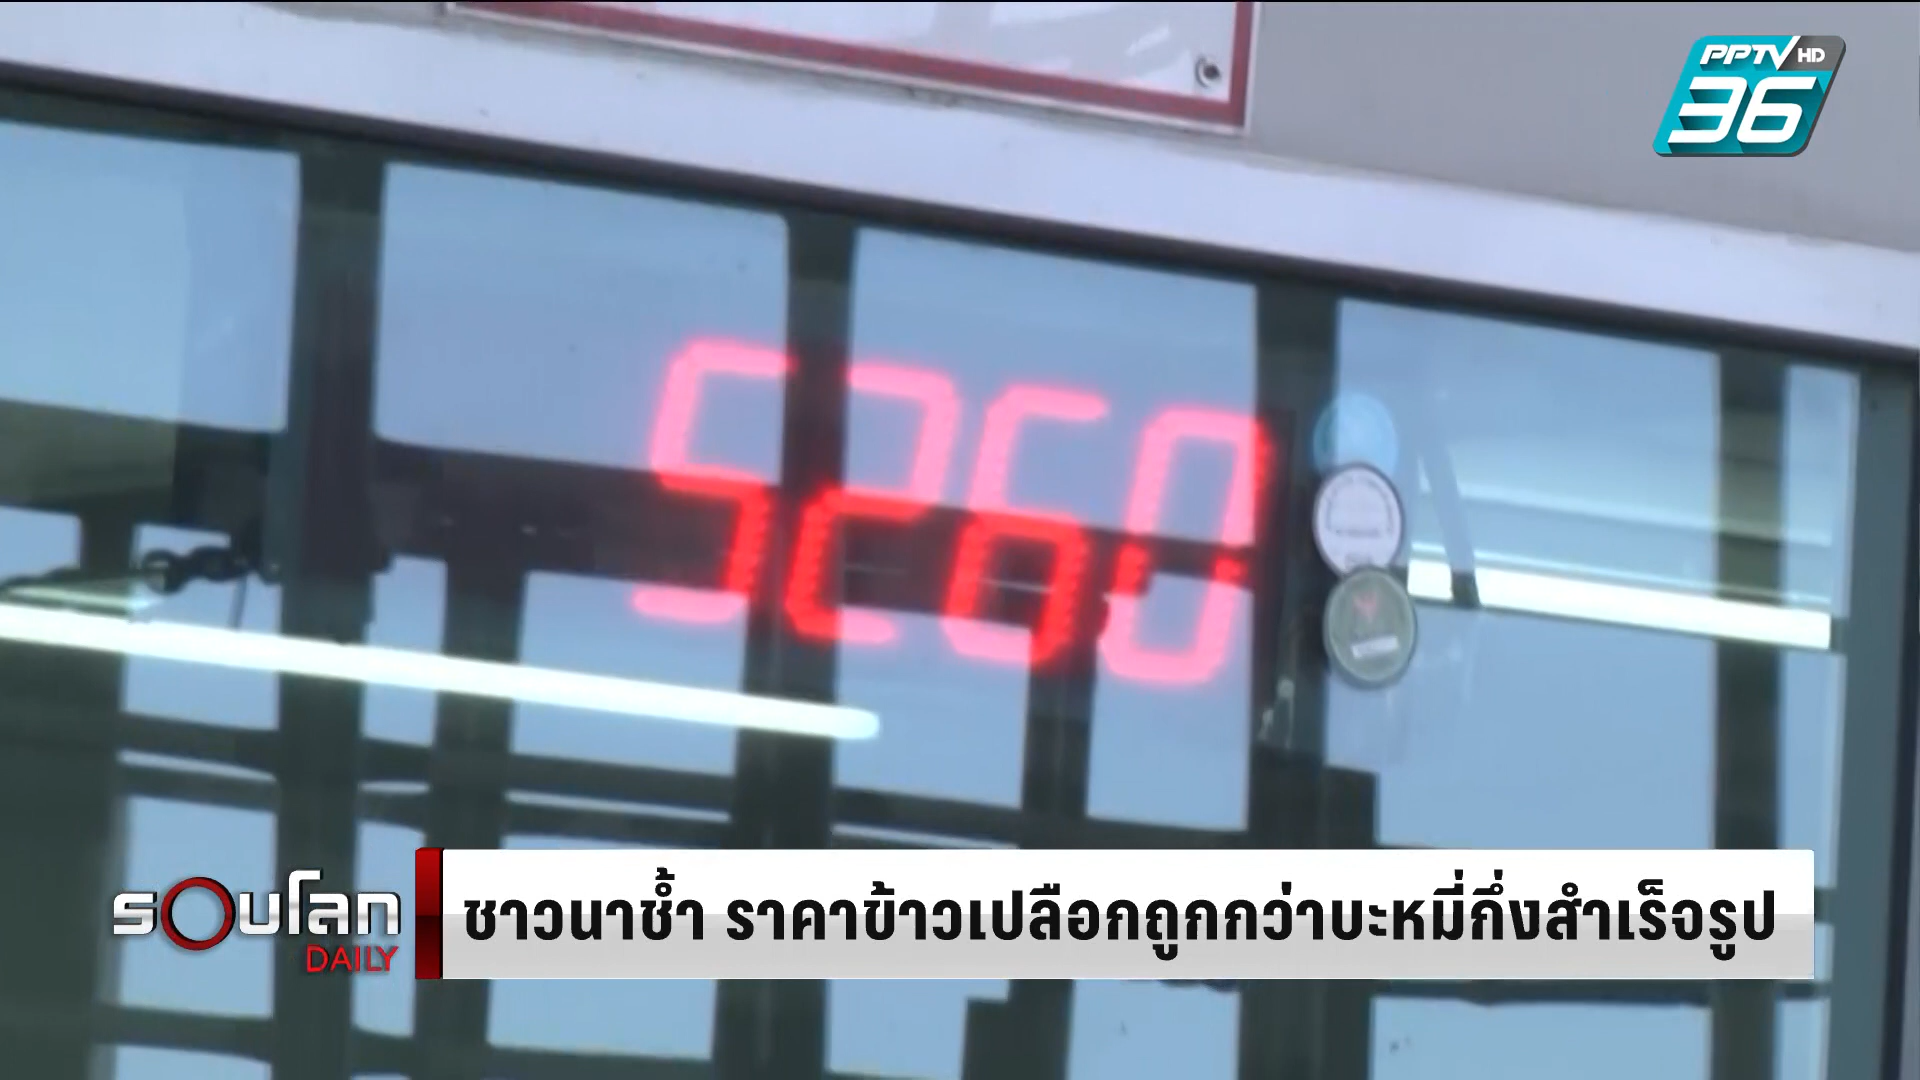 PPTV HD
36
5260
รอบโลก
DAILY
ชาวนาช้ำ ราคาข้าวเปลือกถูกกว่าบะหมี่กึ่งสำเร็จรูป